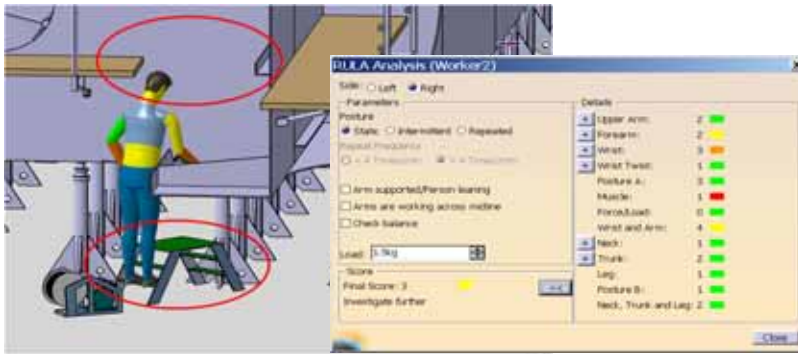 RULA Analysis (Worker2)
Side: Left Right
Parameters
Posture
Static Intermittent Repeated
Repeat Frequency
Arm supported/Person leaning
Arms are working across midline
Check balance
Load: 
Score
Final Score: 3
Investigate further
<<
Details
+ Upper Arm: 2
+ Forearm: 2
+ Wrist: 3
+ Wrist Twist: 1
Posture A: 3
Muscle: 1
Force/Load: 0
Wrist and Arm: 4
+ Neck: 1
+ Trunk: 2
Leg: 1
Posture B: 1
Neck, Trunk and Leg: 2
Close